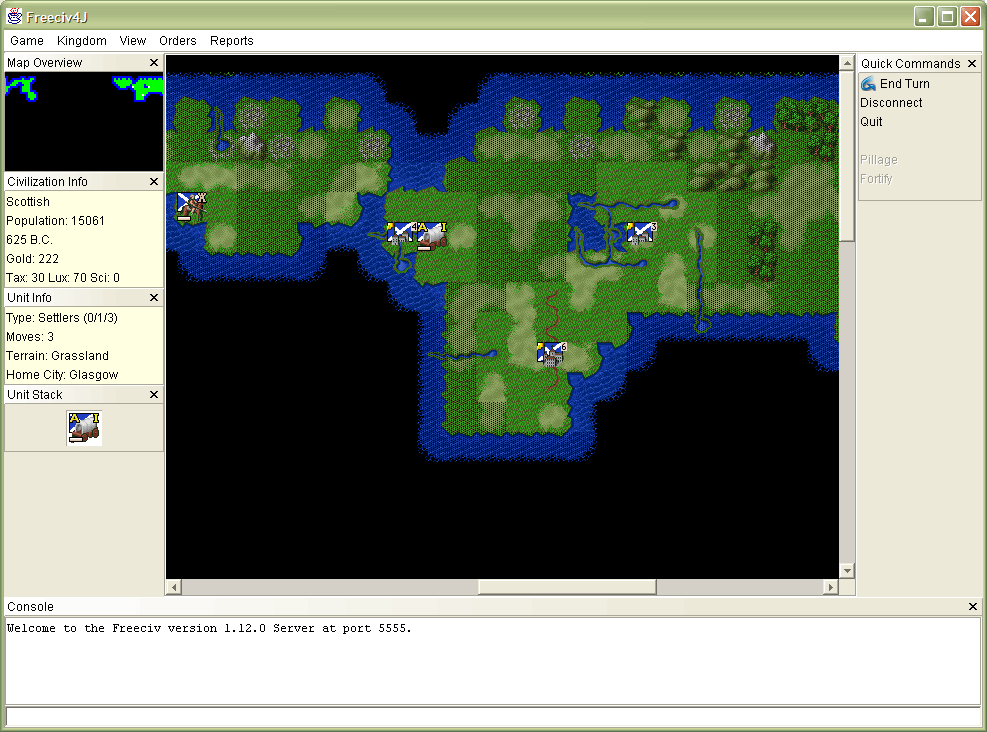 Freeciv4J
Game Kingdom View Orders Reports
Map Overview
Civilization Info
Scottish
Population: 15061
625 B.C.
Gold: 222
Tax: 30 Lux: 70 Sci: 0
Unit Info
Type: Settlers (0/1/3)
Moves: 3
Terrain: Grassland
Home City: Glasgow
Unit Stack
A I
X
4 A I
3
6
Quick Commands
End Turn
Disconnect
Quit
Pillage
Fortify
Console
Welcome to the Freeciv version 1.12.0 Server at port 5555.